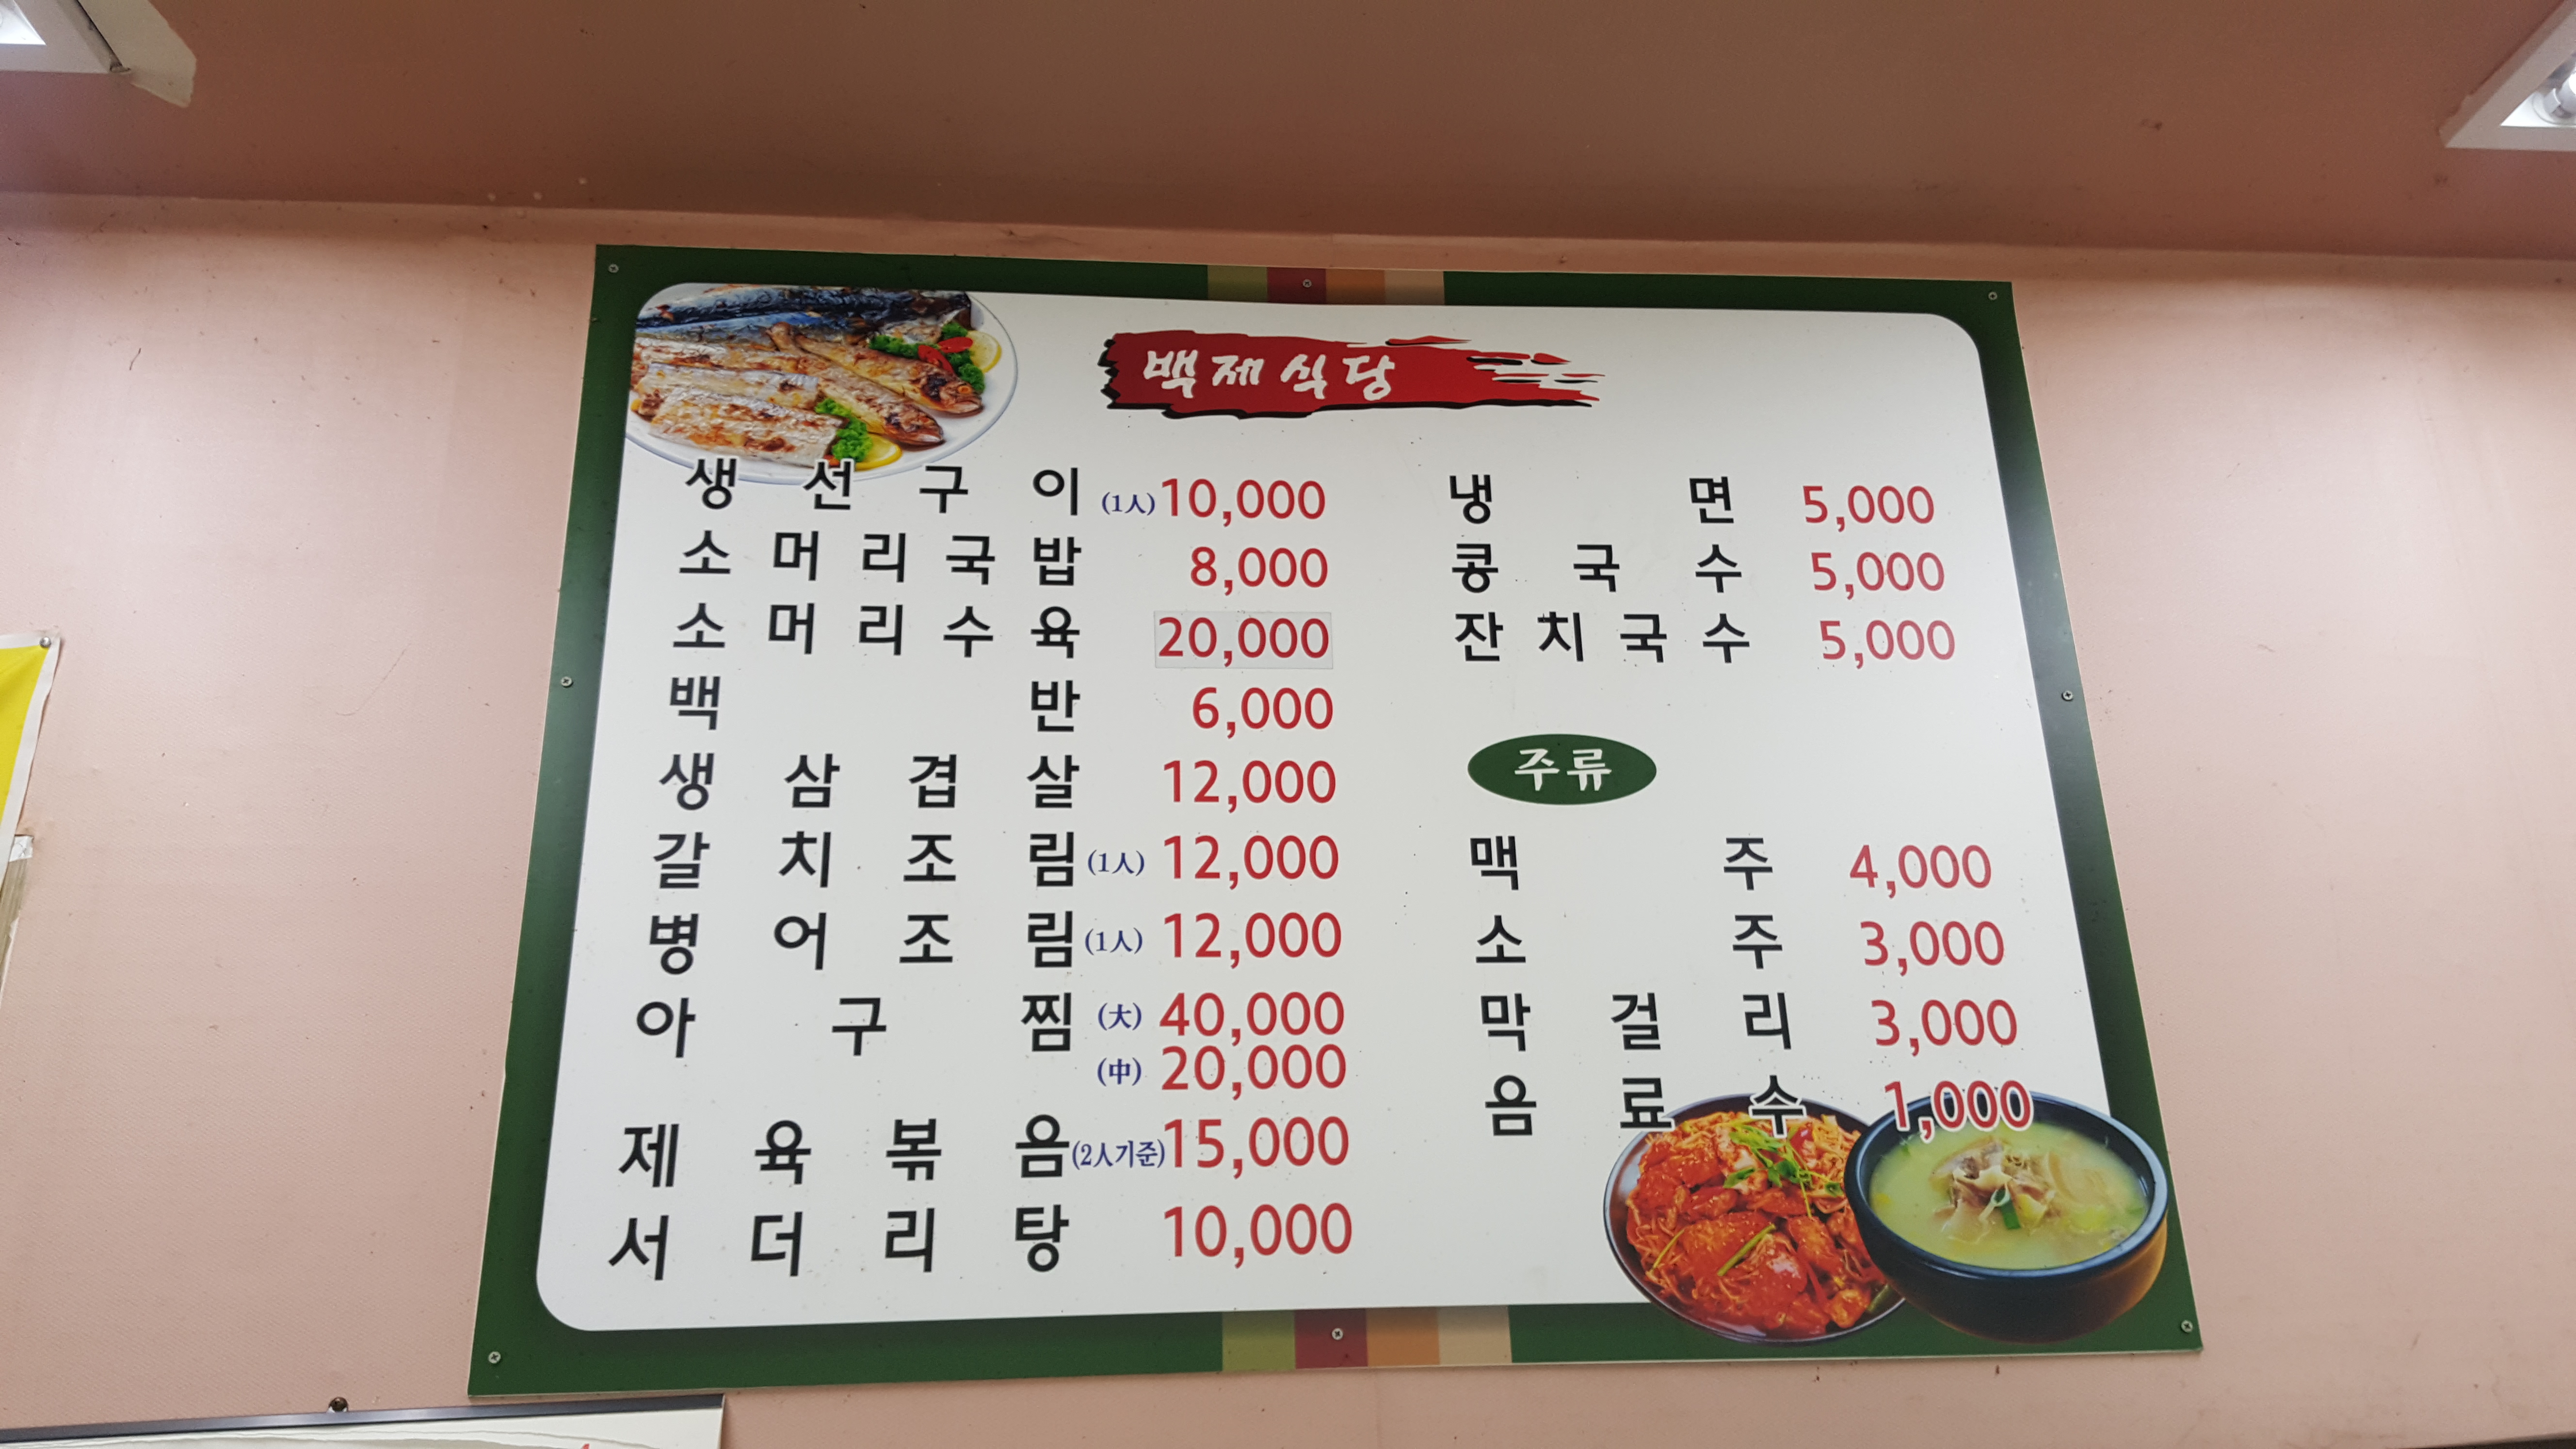 백제식당
생선구이 (1人) 10,000
소머리국밥 8,000
소머리수육 20,000
백반 6,000
생삼겹살 12,000
갈치조림 (1人) 12,000
병어조림 (1人) 12,000
아구찜 (大) 40,000
(中) 20,000
제육볶음 (2人기준) 15,000
서더리탕 10,000
냉면 5,000
콩국수 5,000
잔치국수 5,000
주류
맥주 4,000
소주 3,000
막걸리 3,000
음료수 1,000